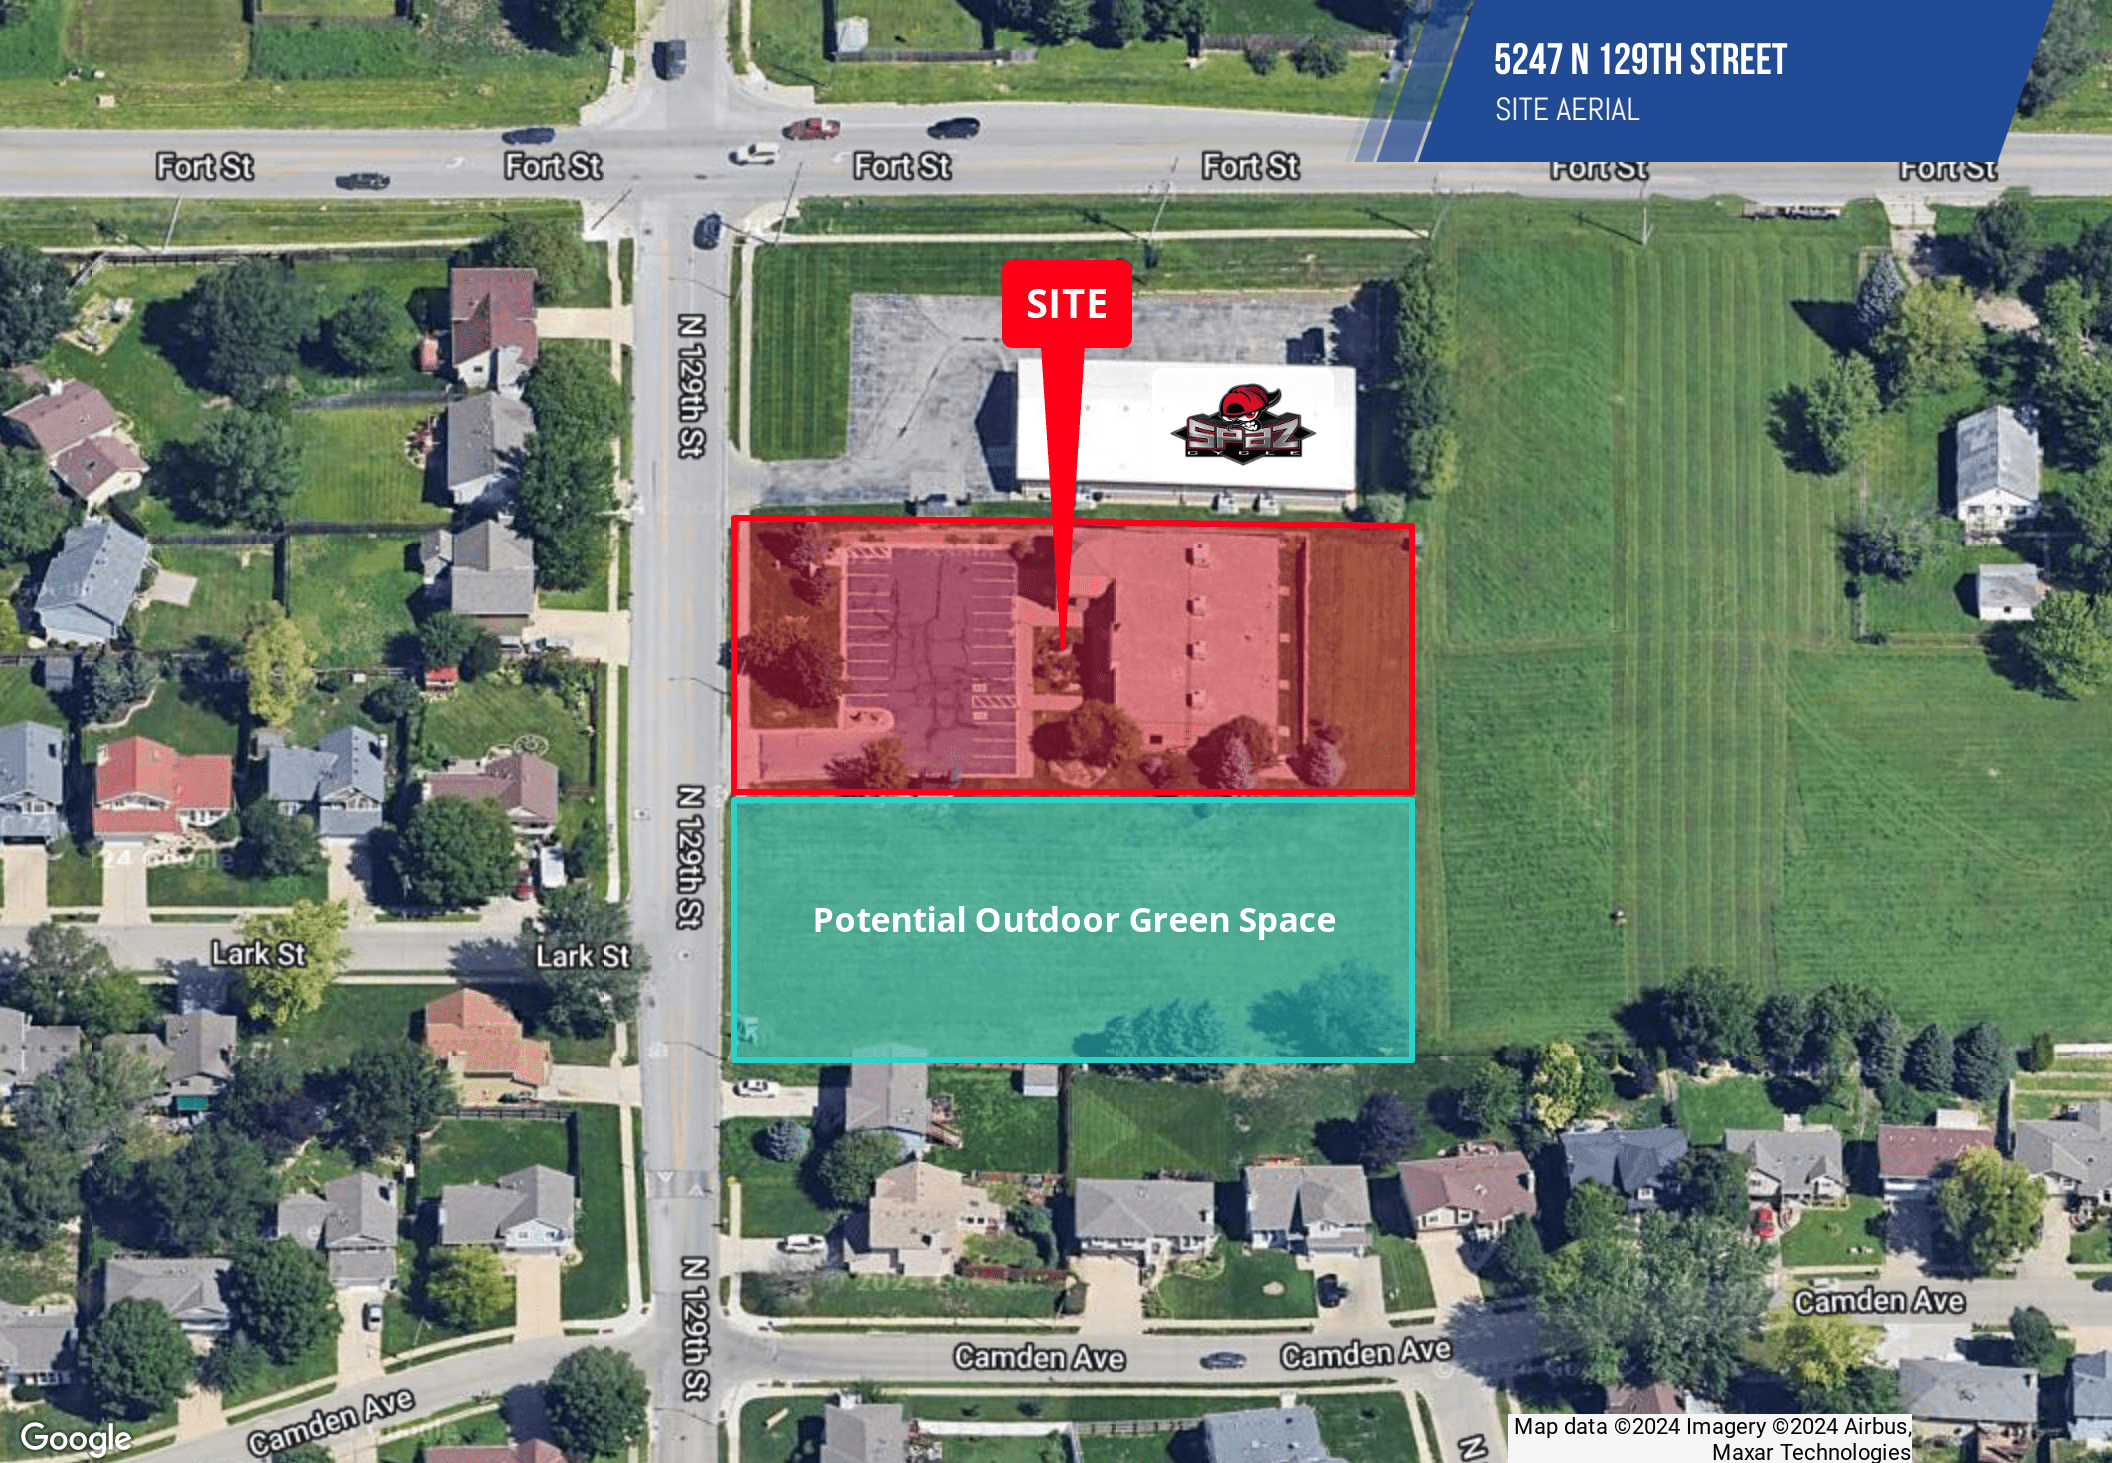 5247 N 129TH STREET
SITE AERIAL
Fort St
Fort St
Fort St
Fort St
Fort St
Fort St
SITE
N 129th St
SPAZ
CYCLE
N 129th St
Potential Outdoor Green Space
Lark St
Lark St
N 129th St
Camden Ave
Camden Ave
Camden Ave
Camden Ave
N
Google
Map data ©2024 Imagery ©2024 Airbus,
Maxar Technologies